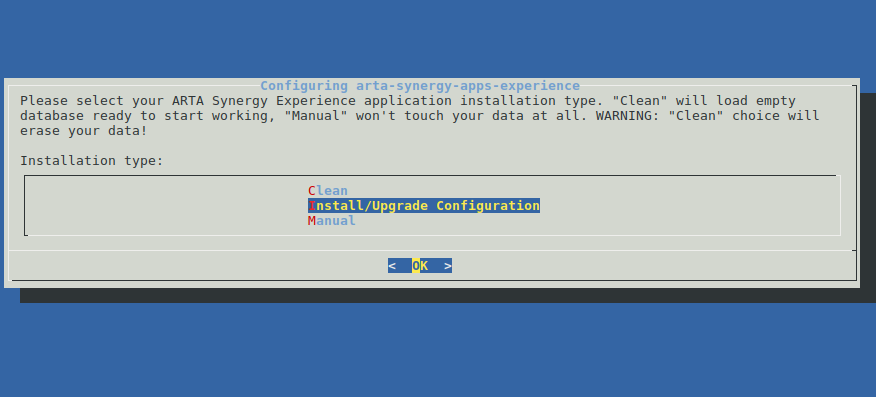 Configuring arta-synergy-apps-experience
Please select your ARTA Synergy Experience application installation type. "Clean" will load empty
database ready to start working, "Manual" won't touch your data at all. WARNING: "Clean" choice will
erase your data!
Installation type:
Clean
Install/Upgrade Configuration
Manual
< OK >